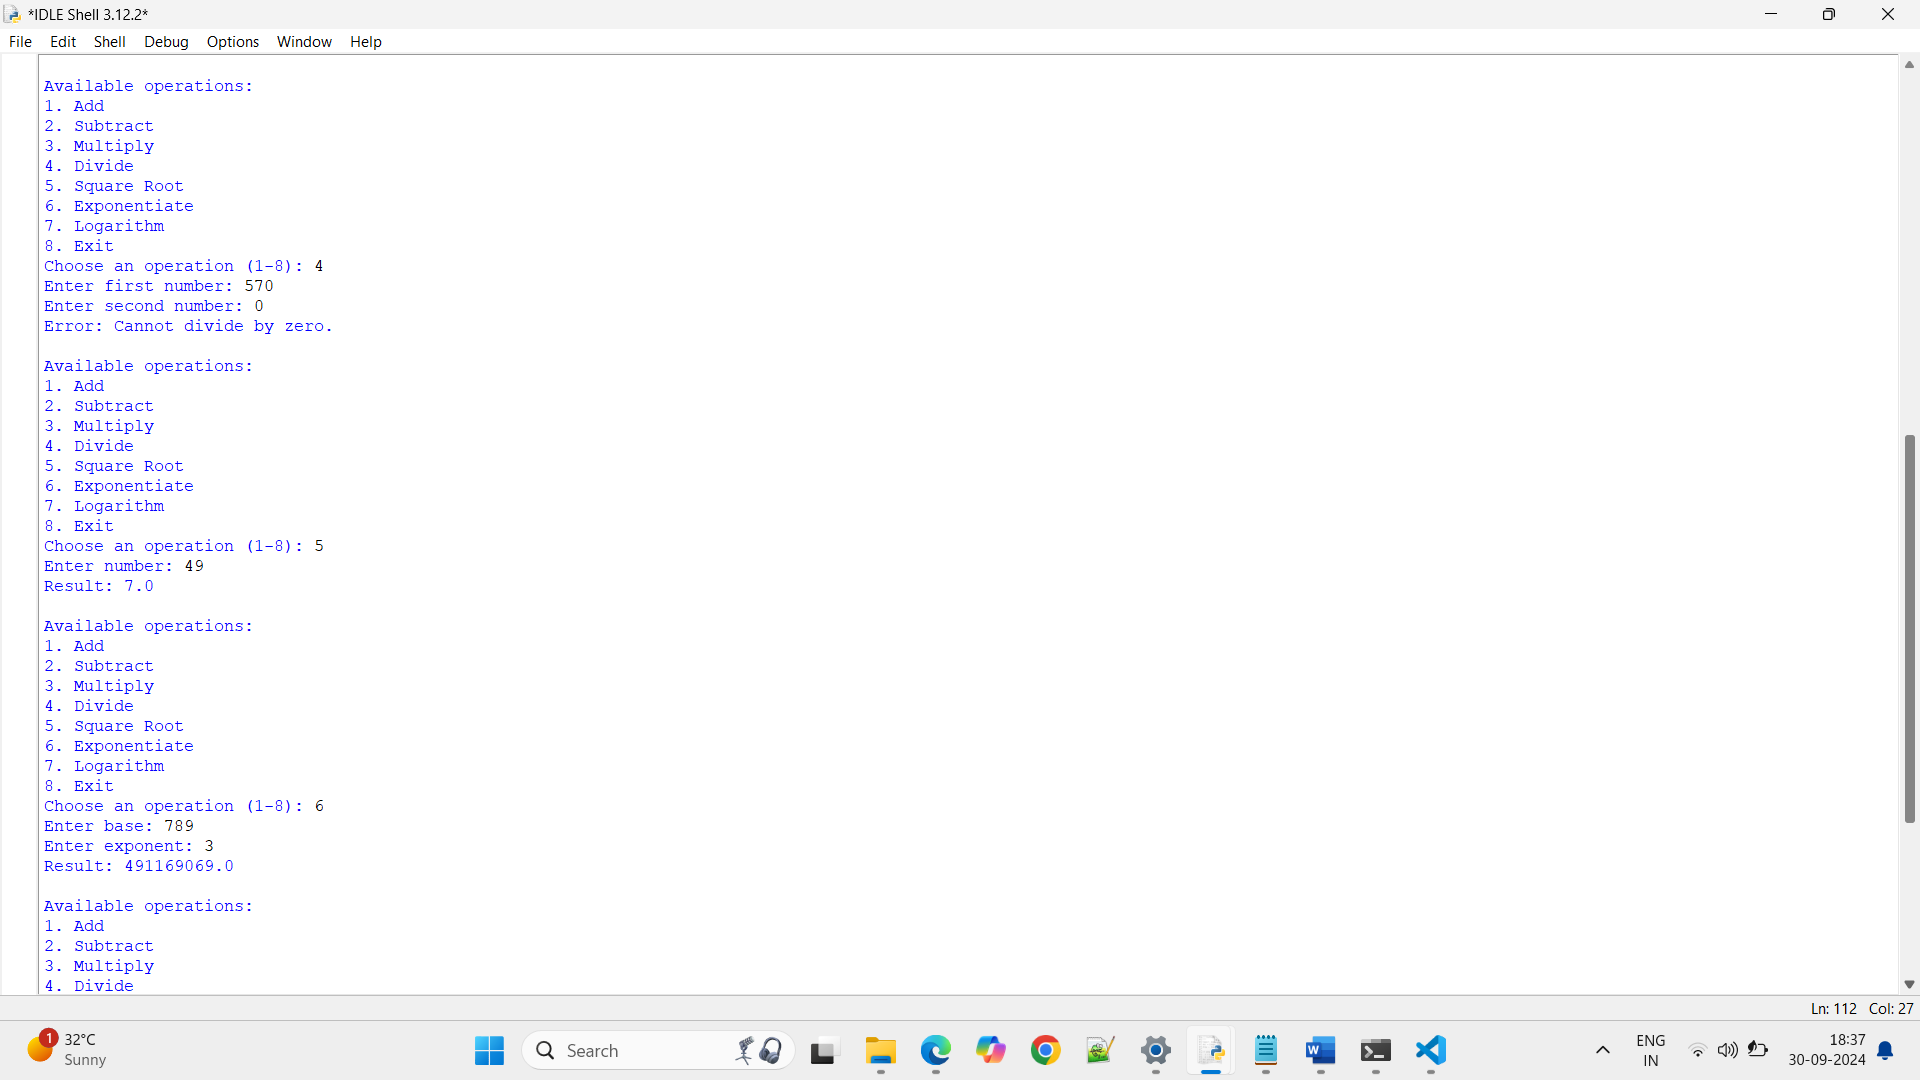 *IDLE Shell 3.12.2*
File Edit Shell Debug Options Window Help
Available operations:
1. Add
2. Subtract
3. Multiply
4. Divide
5. Square Root
6. Exponentiate
7. Logarithm
8. Exit
Choose an operation (1-8): 4
Enter first number: 570
Enter second number: 0
Error: Cannot divide by zero.
Available operations:
1. Add
2. Subtract
3. Multiply
4. Divide
5. Square Root
6. Exponentiate
7. Logarithm
8. Exit
Choose an operation (1-8): 5
Enter number: 49
Result: 7.0
Available operations:
1. Add
2. Subtract
3. Multiply
4. Divide
5. Square Root
6. Exponentiate
7. Logarithm
8. Exit
Choose an operation (1-8): 6
Enter base: 789
Enter exponent: 3
Result: 491169069.0
Available operations:
1. Add
2. Subtract
3. Multiply
4. Divide
Ln: 112 Col: 27
1 32°C
Sunny
Search
ENG
IN
18:37
30-09-2024